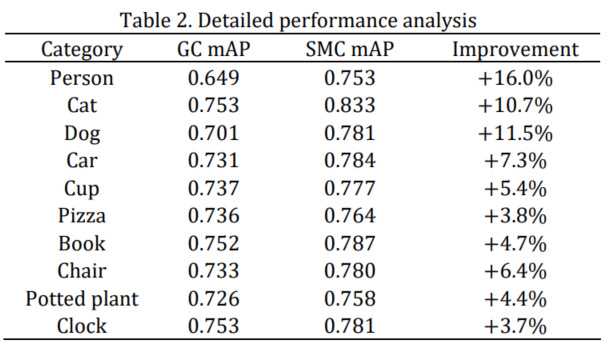 Table 2. Detailed performance analysis
Category GC mAP SMC mAP Improvement
Person 0.649 0.753 +16.0%
Cat 0.753 0.833 +10.7%
Dog 0.701 0.781 +11.5%
Car 0.731 0.784 +7.3%
Cup 0.737 0.777 +5.4%
Pizza 0.736 0.764 +3.8%
Book 0.752 0.787 +4.7%
Chair 0.733 0.780 +6.4%
Potted plant 0.726 0.758 +4.4%
Clock 0.753 0.781 +3.7%